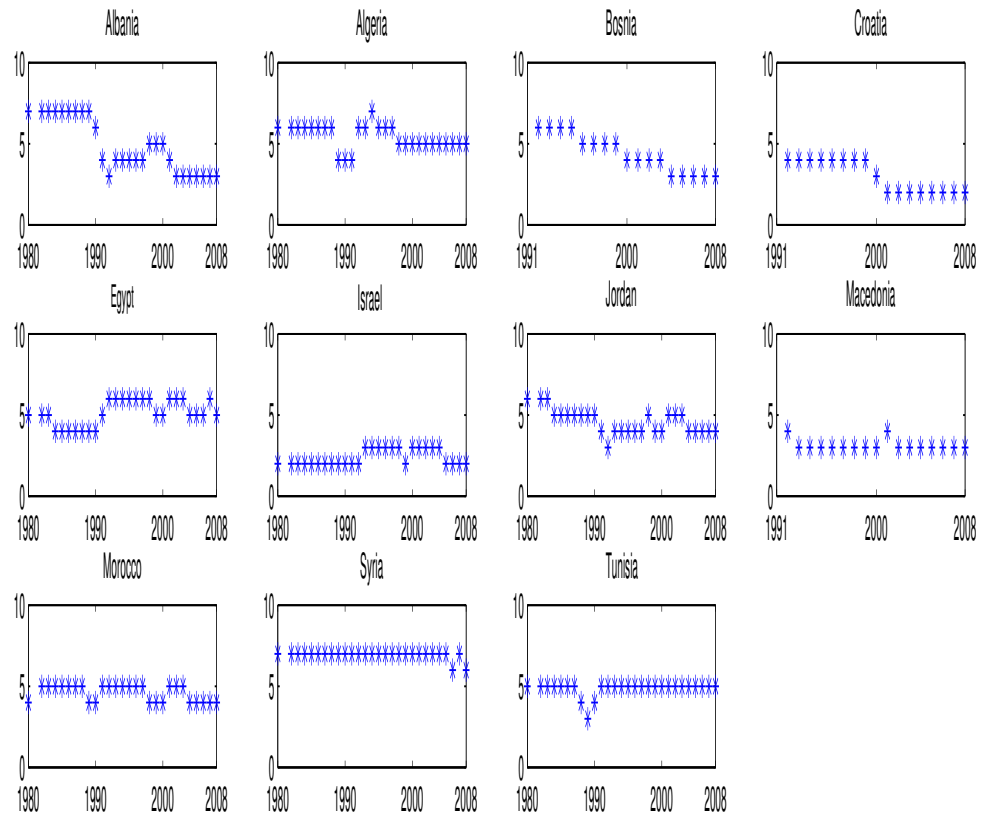 Albania Algeria Bosnia Croatia
10 10 10 10
5 5 5 5
0 0 0 0
1980 1990 2000 2008 1980 1990 2000 2008 1991 2000 2008 1991 2000 2008
Egypt Israel Jordan Macedonia
10 10 10 10
5 5 5 5
0 0 0 0
1980 1990 2000 2008 1980 1990 2000 2008 1980 1990 2000 2008 1991 2000 2008
Morocco Syria Tunisia
10 10 10
5 5 5
0 0 0
1980 1990 2000 2008 1980 1990 2000 2008 1980 1990 2000 2008